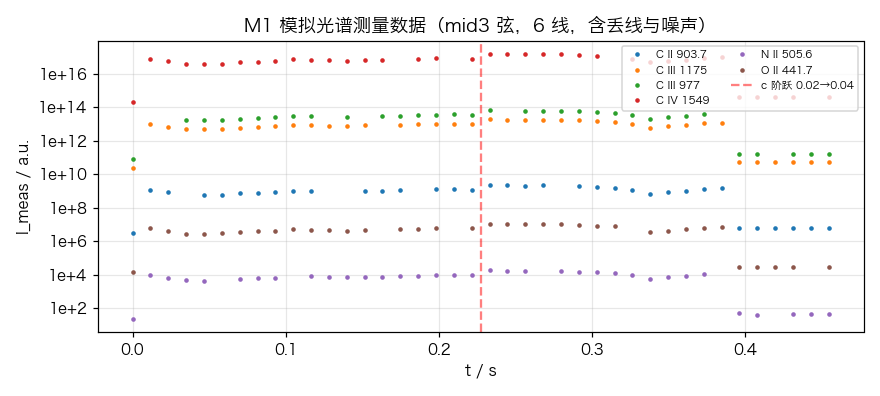 M1 模拟光谱测量数据（mid3 弦，6 线，含丢线与噪声）
I_meas / a.u.
1e+16
1e+14
1e+12
1e+10
1e+8
1e+6
1e+4
1e+2
C II 903.7
C III 1175
C III 977
C IV 1549
N II 505.6
O II 441.7
c 阶跃 0.02→0.04
0.0 0.1 0.2 0.3 0.4
t / s